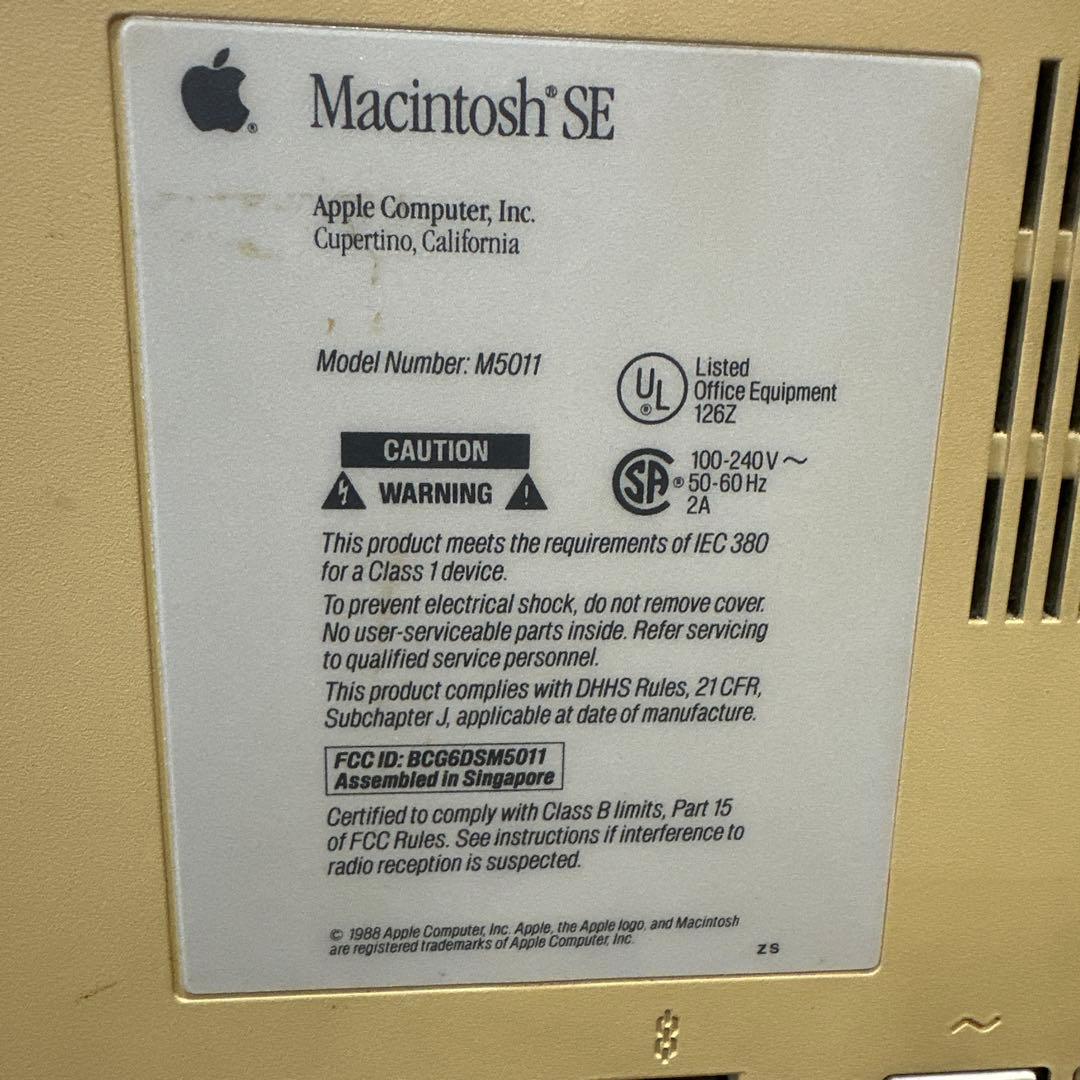 Macintosh® SE
Apple Computer, Inc.
Cupertino, California
Model Number: M5011
UL ®
Listed
Office Equipment
126Z
CAUTION
WARNING
SA ®
100-240 V ~
50-60 Hz
2A
This product meets the requirements of IEC 380
for a Class 1 device.
To prevent electrical shock, do not remove cover.
No user-serviceable parts inside. Refer servicing
to qualified service personnel.
This product complies with DHHS Rules, 21 CFR,
Subchapter J, applicable at date of manufacture.
FCC ID: BCG6DSM5011
Assembled in Singapore
Certified to comply with Class B limits, Part 15
of FCC Rules. See instructions if interference to
radio reception is suspected.
© 1988 Apple Computer, Inc. Apple, the Apple logo, and Macintosh
are registered trademarks of Apple Computer, Inc.
ZS